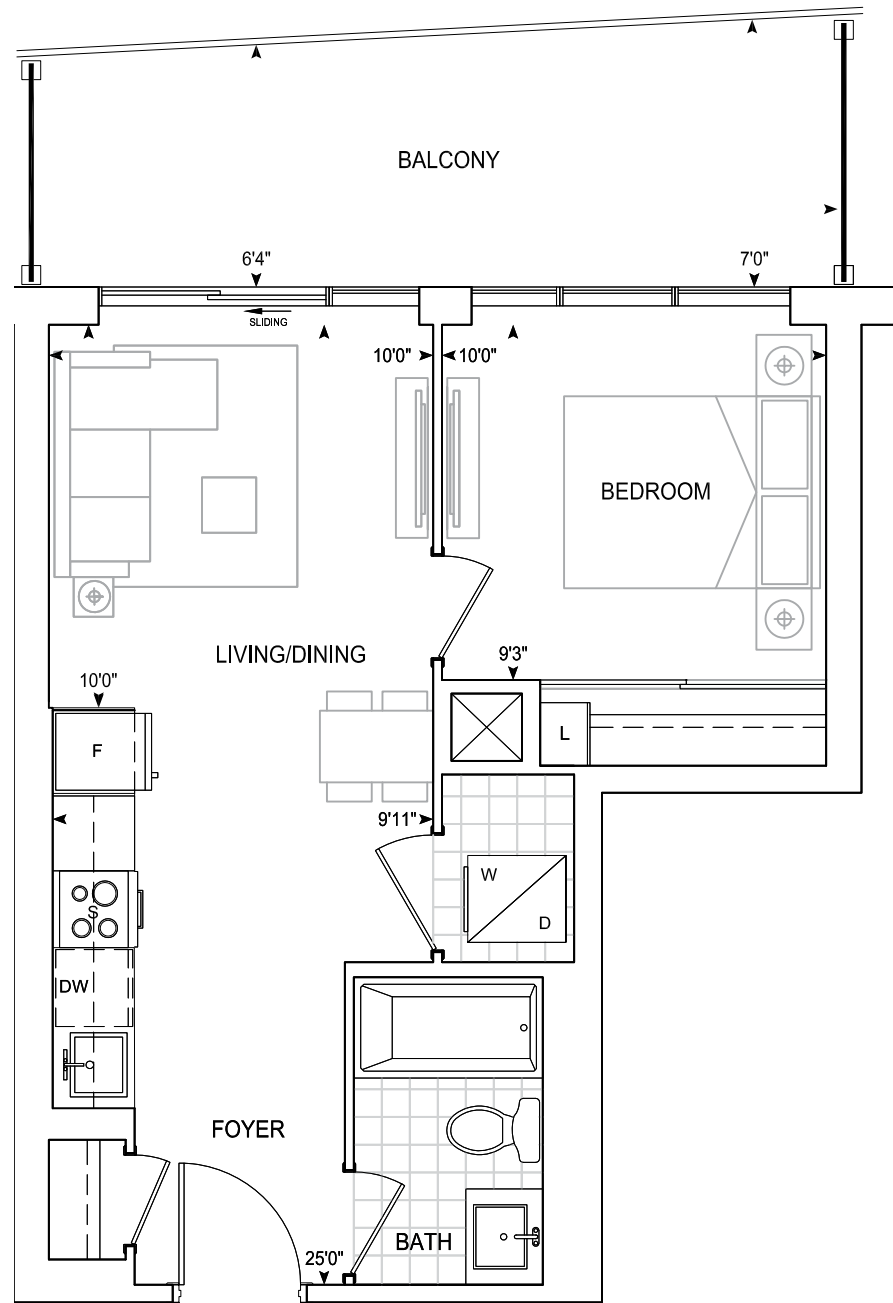 BALCONY
6'4"
7'0"
SLIDING
10'0"
10'0"
BEDROOM
LIVING/DINING
9'3"
10'0"
F
L
9'11"
W
S
D
DW
FOYER
BATH
25'0"